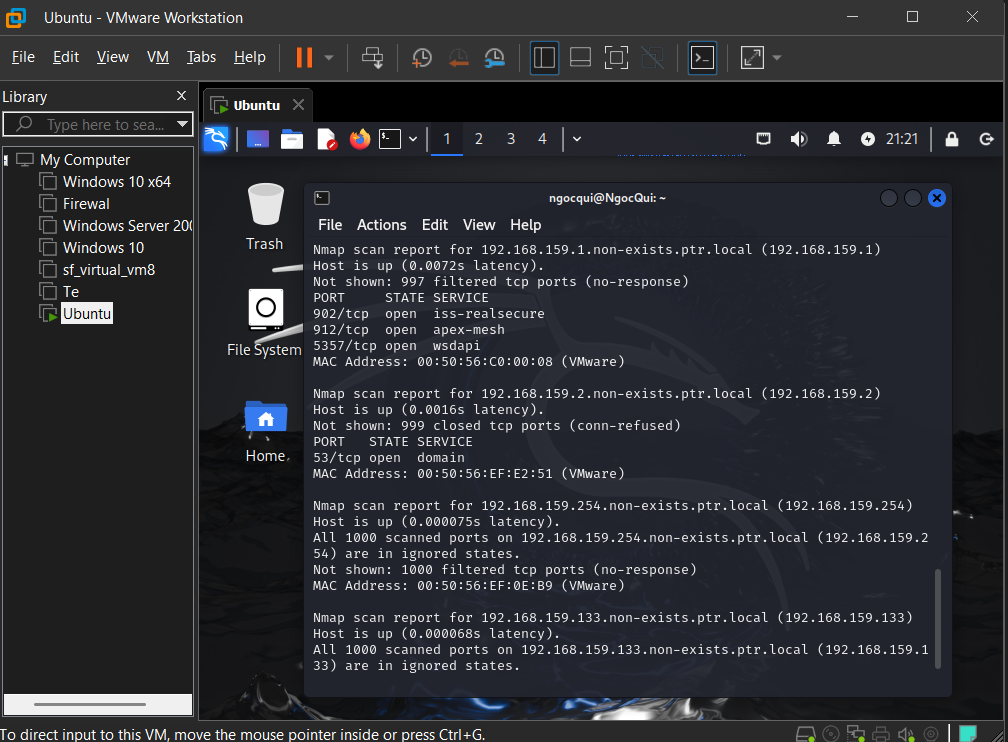 Ubuntu - VMware Workstation
File Edit View VM Tabs Help
Library
Type here to sea...
Ubuntu
My Computer
Windows 10 x64
Firewal
Windows Server 200
Windows 10
sf_virtual_vm8
Te
Ubuntu
1 2 3 4
21:21
Trash
File System
Home
ngocqui@NgocQui: ~
File Actions Edit View Help
Nmap scan report for 192.168.159.1.non-exists.ptr.local (192.168.159.1)
Host is up (0.0072s latency).
Not shown: 997 filtered tcp ports (no-response)
PORT STATE SERVICE
902/tcp open iss-realsecure
912/tcp open apex-mesh
5357/tcp open wsdapi
MAC Address: 00:50:56:C0:00:08 (VMware)
Nmap scan report for 192.168.159.2.non-exists.ptr.local (192.168.159.2)
Host is up (0.0016s latency).
Not shown: 999 closed tcp ports (conn-refused)
PORT STATE SERVICE
53/tcp open domain
MAC Address: 00:50:56:EF:E2:51 (VMware)
Nmap scan report for 192.168.159.254.non-exists.ptr.local (192.168.159.254)
Host is up (0.000075s latency).
All 1000 scanned ports on 192.168.159.254.non-exists.ptr.local (192.168.159.2
54) are in ignored states.
Not shown: 1000 filtered tcp ports (no-response)
MAC Address: 00:50:56:EF:0E:B9 (VMware)
Nmap scan report for 192.168.159.133.non-exists.ptr.local (192.168.159.133)
Host is up (0.000068s latency).
All 1000 scanned ports on 192.168.159.133.non-exists.ptr.local (192.168.159.1
33) are in ignored states.
To direct input to this VM, move the mouse pointer inside or press Ctrl+G.